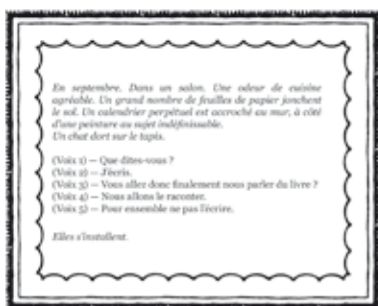 En septembre. Dans un salon. Une odeur de cuisine
agréable. Un grand nombre de feuilles de papier jonchent
le sol. Un calendrier perpétuel est accroché au mur, à côté
d'une peinture au sujet indéfinissable.
Un chat dort sur le tapis.
(Voix 1) — Que dites-vous ?
(Voix 2) — J'écris.
(Voix 3) — Vous allez donc finalement nous parler du livre ?
(Voix 4) — Nous allons le raconter.
(Voix 5) — Pour ensemble ne pas l'écrire.
Elles s'installent.